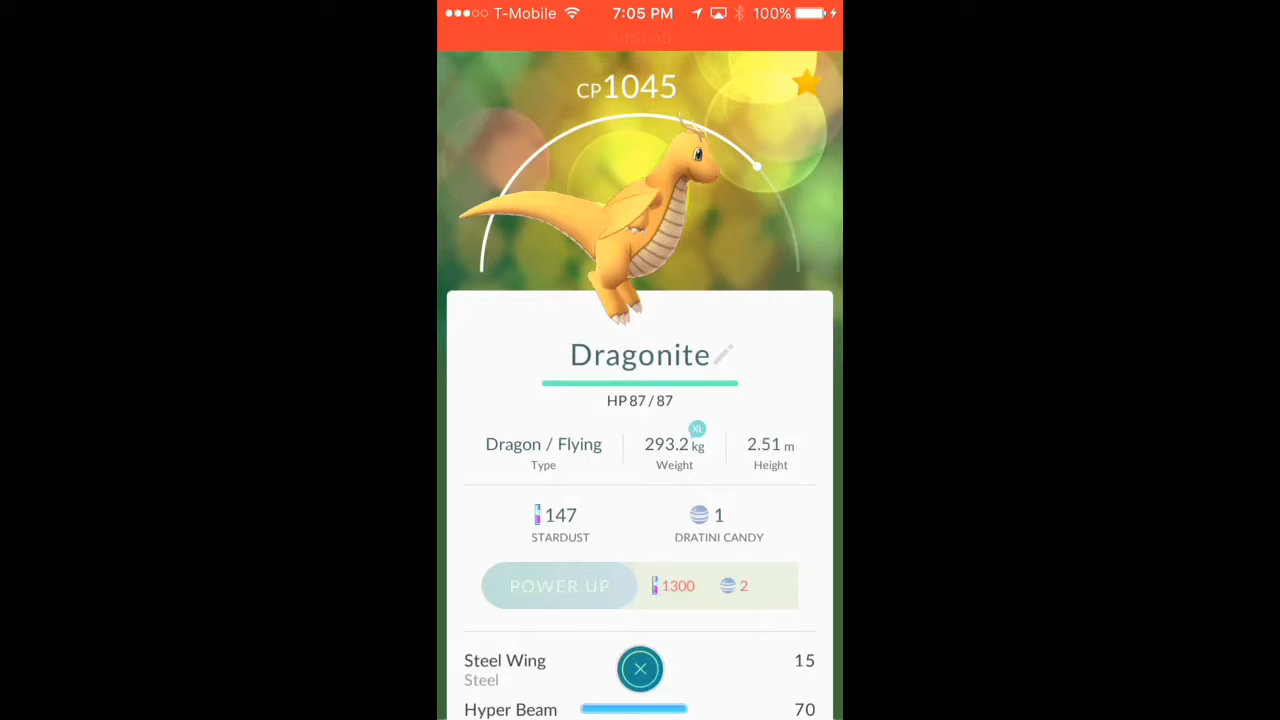 T-Mobile 7:05 PM 100%
CP1045
Dragonite
HP 87 / 87
XL
Dragon / Flying 293.2 kg 2.51 m
Type Weight Height
147 1
STARDUST DRATINI CANDY
POWER UP 1300 2
Steel Wing 15
Steel
Hyper Beam 70